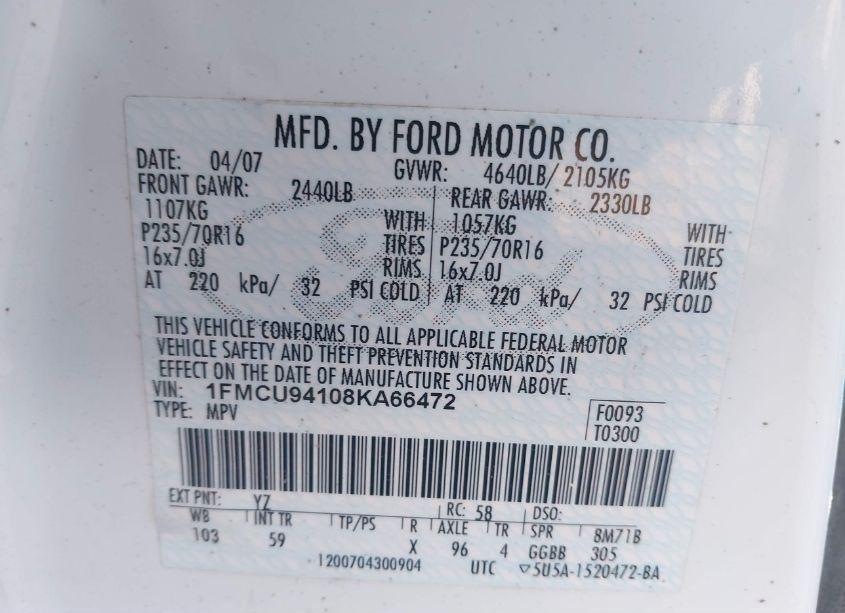 MFD. BY FORD MOTOR CO.
DATE: 04/07 GVWR: 4640LB/ 2105KG
FRONT GAWR: 2440LB REAR GAWR: 2330LB
1107KG WITH 1057KG WITH
P235/70R16 TIRES P235/70R16 TIRES
16x7.0J RIMS 16x7.0J RIMS
AT 220 kPa/ 32 PSI COLD AT 220 kPa/ 32 PSI COLD
Ford
THIS VEHICLE CONFORMS TO ALL APPLICABLE FEDERAL MOTOR
VEHICLE SAFETY AND THEFT PREVENTION STANDARDS IN
EFFECT ON THE DATE OF MANUFACTURE SHOWN ABOVE.
VIN: 1FMCU94108KA66472
TYPE: MPV
F0093
T0300
EXT PNT: YZ RC: 58 DSO:
WB INT TR TP/PS R AXLE TR SPR 8M71B
103 59 X 96 4 GGBB 305
1200704300904 UTC ▽5U5A-1520472-BA